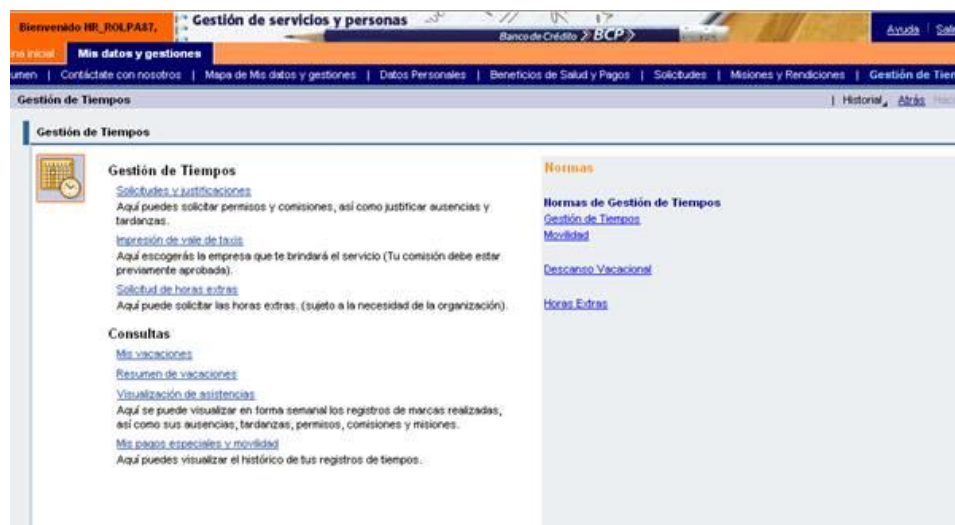 Bienvenido HR_ROLPA87,
Gestión de servicios y personas
Banco de Crédito BCP
Ayuda
Mis datos y gestiones
Contáctate con nosotros | Mapa de Mis datos y gestiones | Datos Personales | Beneficios de Salud y Pagos | Solicitudes | Misiones y Rendiciones | Gestión de Tiem
Gestión de Tiempos
| Historial Atrás
Gestión de Tiempos
Gestión de Tiempos
Solicitudes y justificaciones
Aquí puedes solicitar permisos y comisiones, así como justificar ausencias y
tardanzas.
Impresión de vale de taxis
Aquí escogerás la empresa que te brindará el servicio (Tu comisión debe estar
previamente aprobada).
Solicitud de horas extras
Aquí puede solicitar las horas extras. (sujeto a la necesidad de la organización).
Consultas
Mis vacaciones
Resumen de vacaciones
Visualización de asistencias
Aquí se puede visualizar en forma semanal los registros de marcas realizadas,
así como sus ausencias, tardanzas, permisos, comisiones y misiones.
Mis pagos especiales y movilidad
Aquí puedes visualizar el histórico de tus registros de tiempos.
Normas
Normas de Gestión de Tiempos
Gestión de Tiempos
Movilidad
Descanso Vacacional
Horas Extras